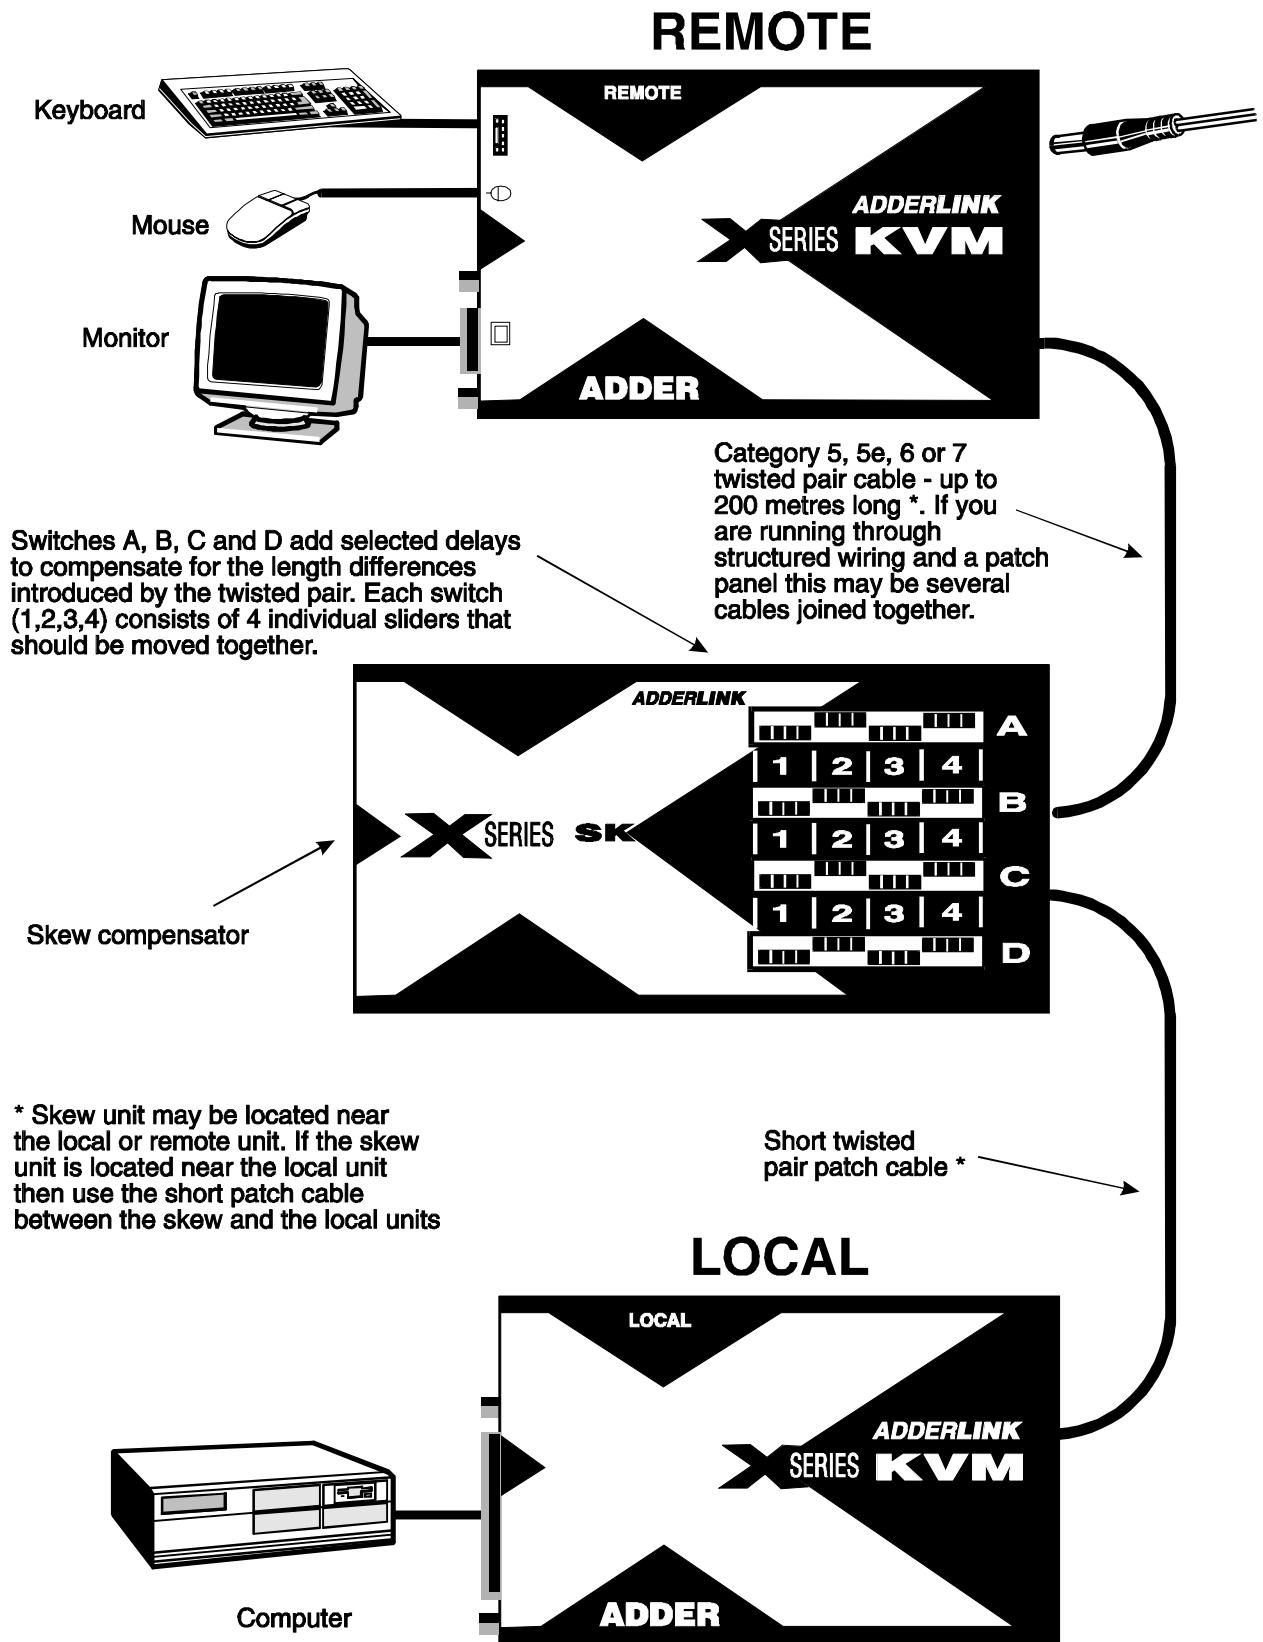 REMOTE
REMOTE
Keyboard
Mouse
ADDERLINK
X SERIES KVM
Monitor
ADDER
Category 5, 5e, 6 or 7
twisted pair cable - up to
200 metres long *. If you
are running through
structured wiring and a patch
panel this may be several
cables joined together.
Switches A, B, C and D add selected delays
to compensate for the length differences
introduced by the twisted pair. Each switch
(1,2,3,4) consists of 4 individual sliders that
should be moved together.
ADDERLINK
A
1 2 3 4
B
X SERIES SK
1 2 3 4
C
1 2 3 4
D
Skew compensator
* Skew unit may be located near
the local or remote unit. If the skew
unit is located near the local unit
then use the short patch cable
between the skew and the local units
Short twisted
pair patch cable *
LOCAL
LOCAL
ADDERLINK
X SERIES KVM
ADDER
Computer